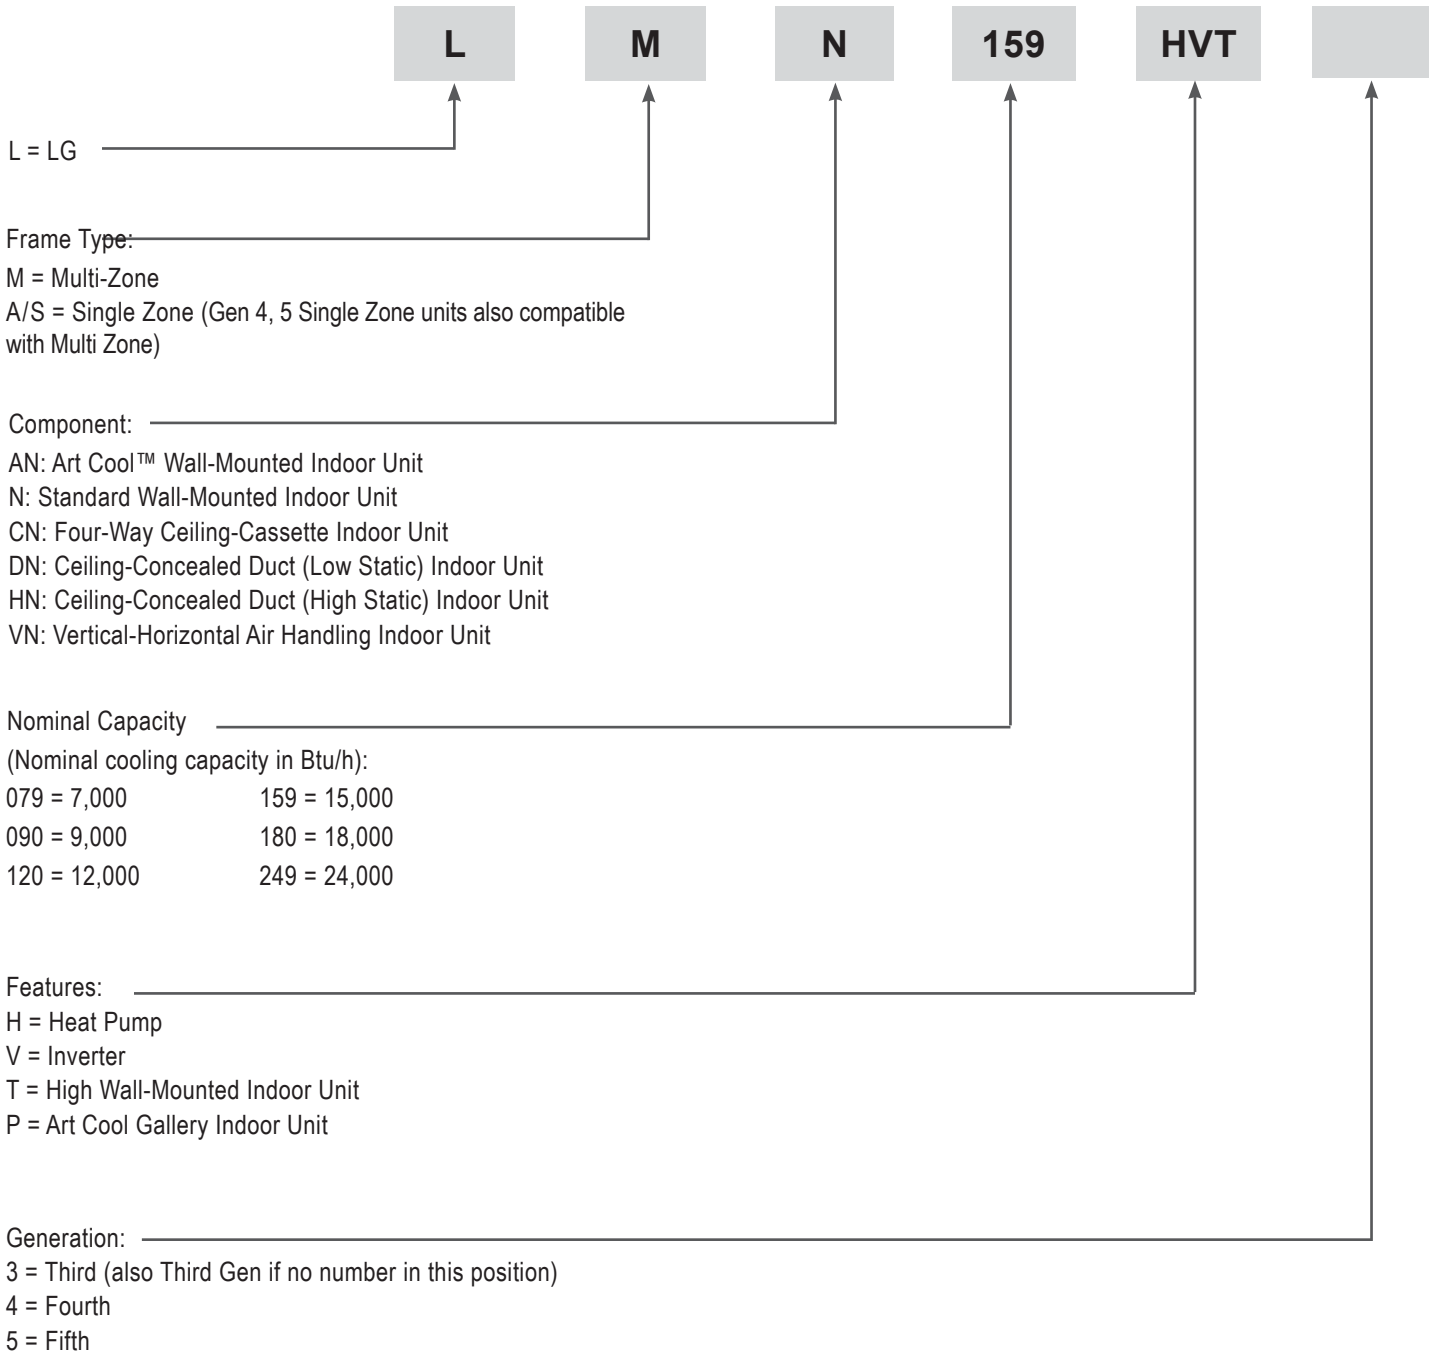 L M N 159 HVT
L = LG
Frame Type:
M = Multi-Zone
A/S = Single Zone (Gen 4, 5 Single Zone units also compatible
with Multi Zone)
Component:
AN: Art Cool™ Wall-Mounted Indoor Unit
N: Standard Wall-Mounted Indoor Unit
CN: Four-Way Ceiling-Cassette Indoor Unit
DN: Ceiling-Concealed Duct (Low Static) Indoor Unit
HN: Ceiling-Concealed Duct (High Static) Indoor Unit
VN: Vertical-Horizontal Air Handling Indoor Unit
Nominal Capacity
(Nominal cooling capacity in Btu/h):
079 = 7,000 159 = 15,000
090 = 9,000 180 = 18,000
120 = 12,000 249 = 24,000
Features:
H = Heat Pump
V = Inverter
T = High Wall-Mounted Indoor Unit
P = Art Cool Gallery Indoor Unit
Generation:
3 = Third (also Third Gen if no number in this position)
4 = Fourth
5 = Fifth